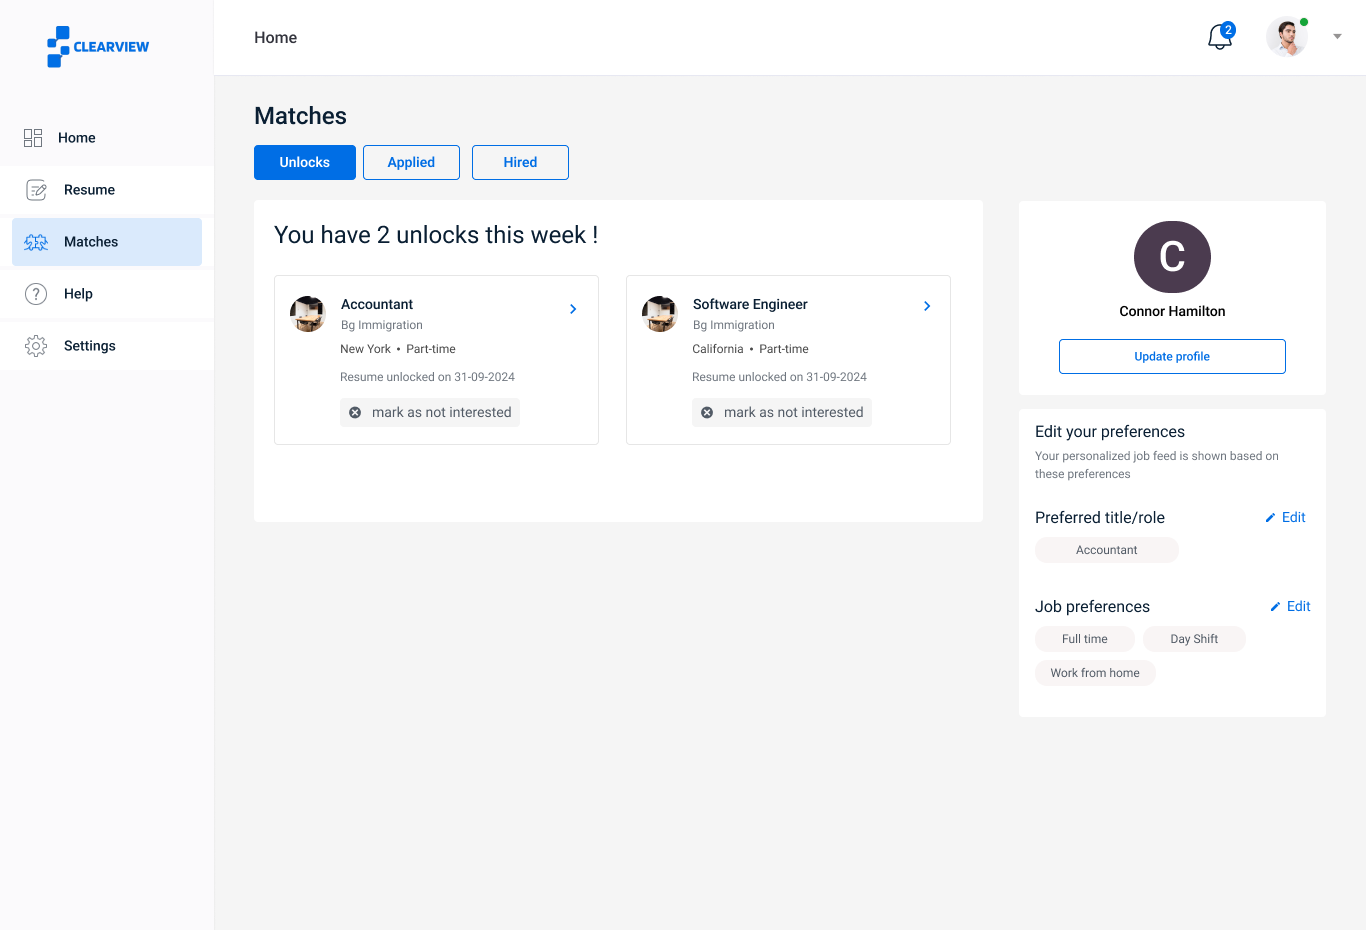 CLEARVIEW
Home
2
Home
Resume
Matches
Help
Settings
Matches
Unlocks
Applied
Hired
You have 2 unlocks this week !
Accountant
Bg Immigration
New York • Part-time
Resume unlocked on 31-09-2024
mark as not interested
Software Engineer
Bg Immigration
California • Part-time
Resume unlocked on 31-09-2024
mark as not interested
C
Connor Hamilton
Update profile
Edit your preferences
Your personalized job feed is shown based on
these preferences
Preferred title/role
Edit
Accountant
Job preferences
Edit
Full time
Day Shift
Work from home